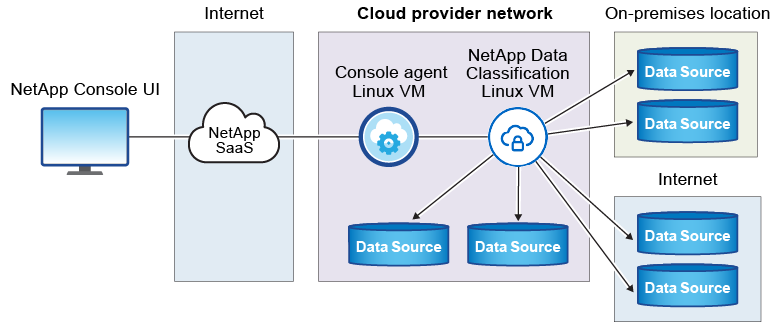 Internet
Cloud provider network
On-premises location
NetApp Console UI
Console agent
Linux VM
NetApp Data
Classification
Linux VM
Data Source
Data Source
NetApp
SaaS
Internet
Data Source
Data Source
Data Source
Data Source